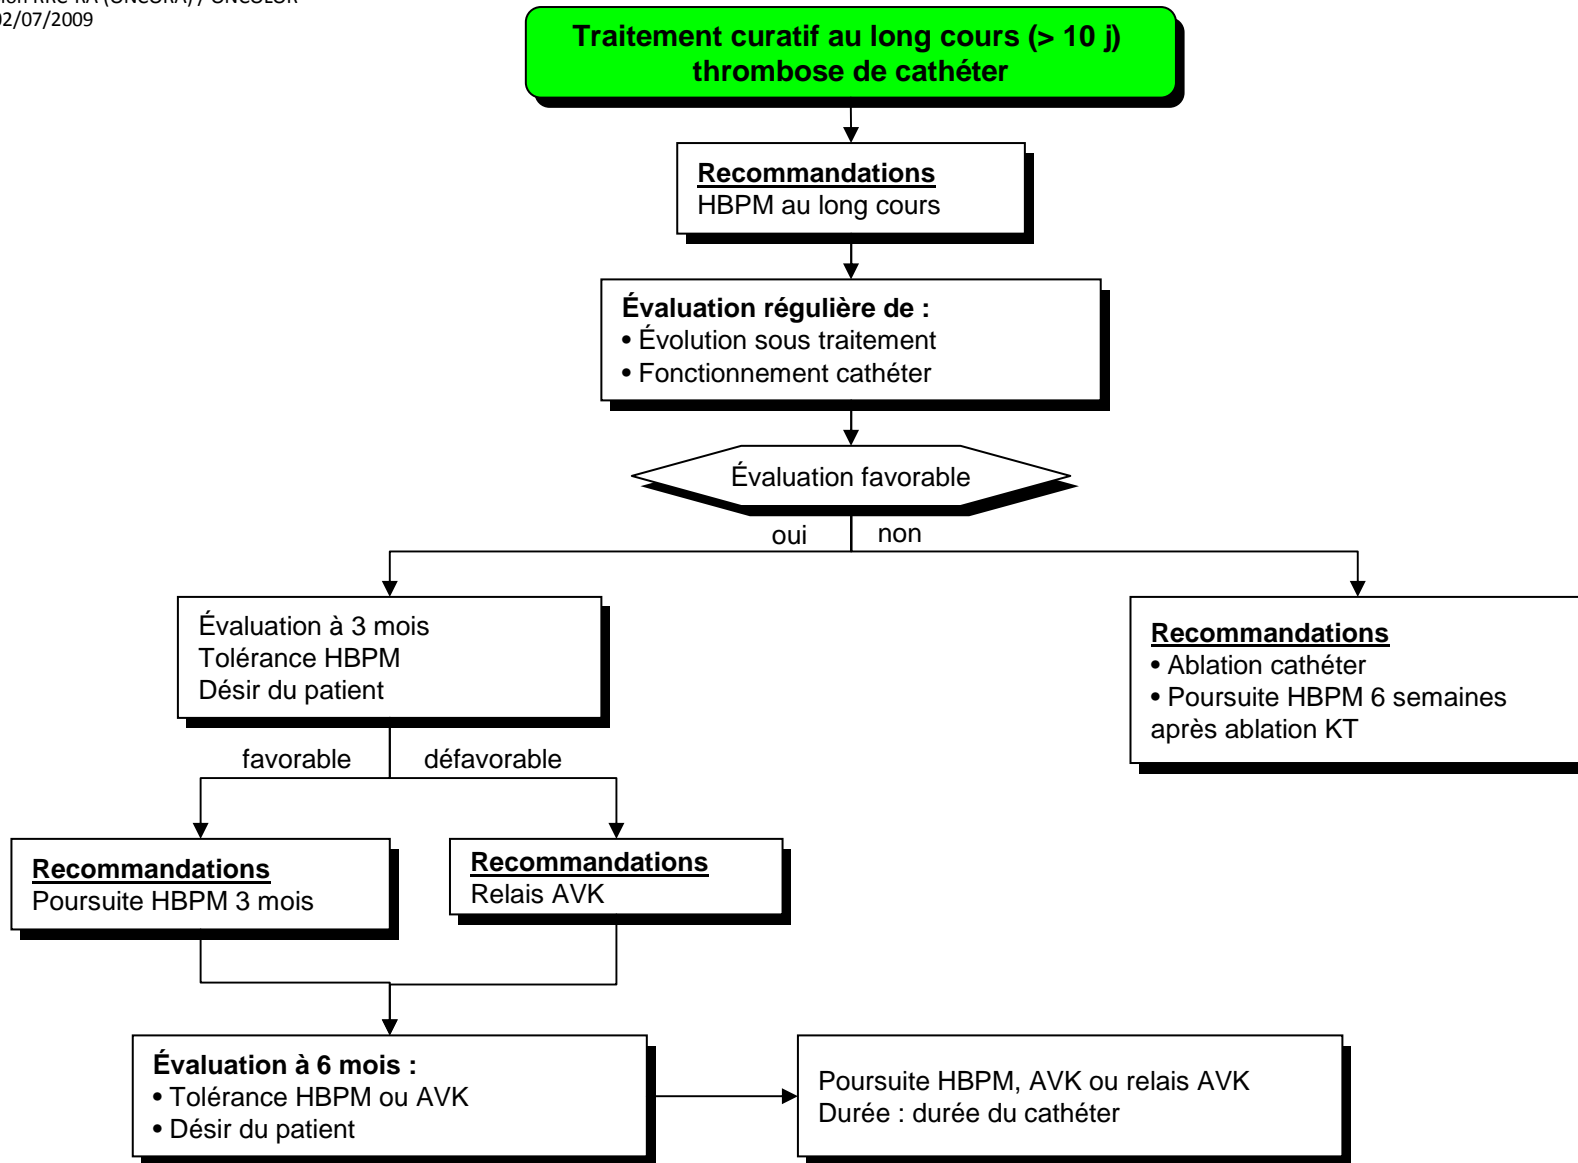 02/07/2009
Traitement curatif au long cours (> 10 j)
thrombose de cathéter
Recommandations
HBPM au long cours
Évaluation régulière de :
• Évolution sous traitement
• Fonctionnement cathéter
Évaluation favorable
oui
non
Évaluation à 3 mois
Tolérance HBPM
Désir du patient
Recommandations
• Ablation cathéter
• Poursuite HBPM 6 semaines
après ablation KT
favorable
défavorable
Recommandations
Poursuite HBPM 3 mois
Recommandations
Relais AVK
Évaluation à 6 mois :
• Tolérance HBPM ou AVK
• Désir du patient
Poursuite HBPM, AVK ou relais AVK
Durée : durée du cathéter